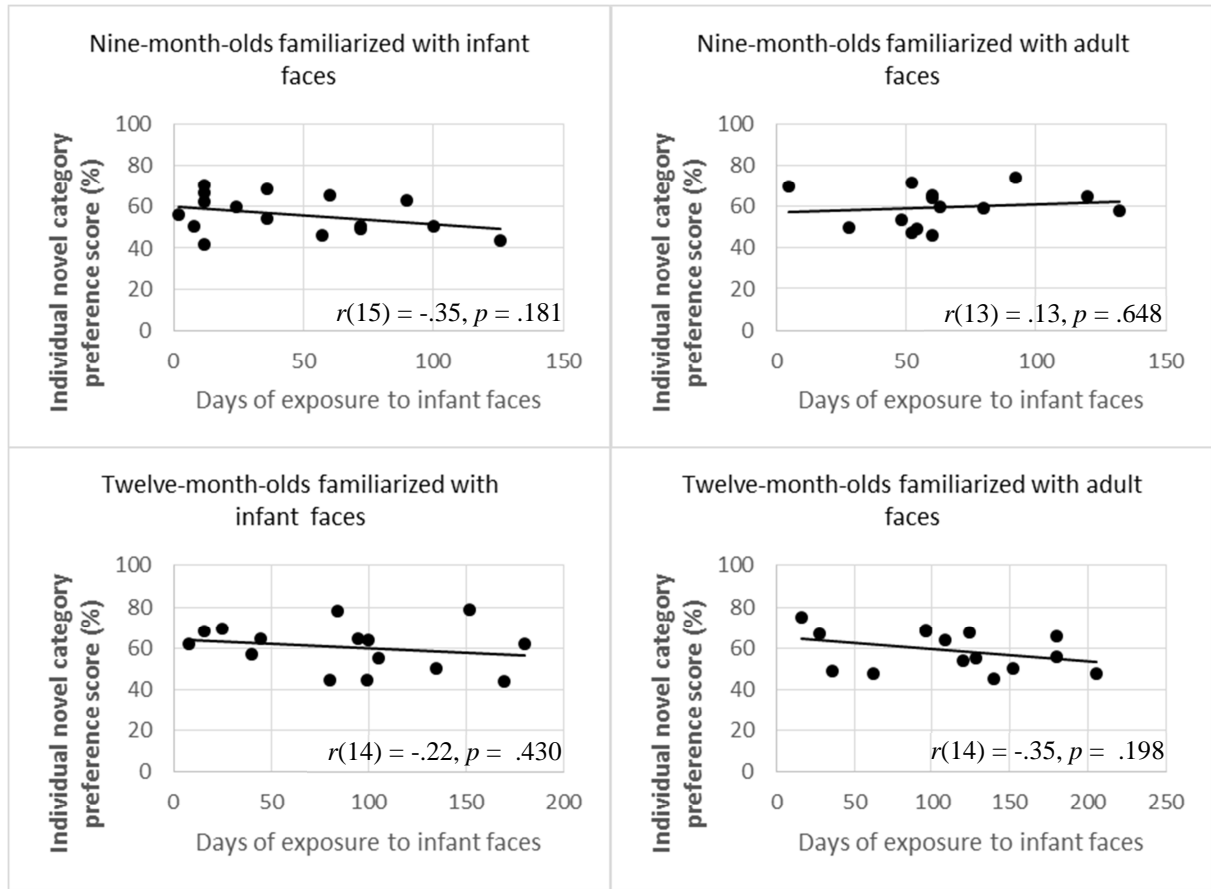 Nine-month-olds familiarized with infant
faces
Individual novel category
preference score (%)
100
80
60
40
20
0
r(15) = -.35, p = .181
0 50 100 150
Days of exposure to infant faces
Nine-month-olds familiarized with adult
faces
Individual novel category
preference score (%)
100
80
60
40
20
0
r(13) = .13, p = .648
0 50 100 150
Days of exposure to infant faces
Twelve-month-olds familiarized with
infant faces
Individual novel category
preference score (%)
100
80
60
40
20
0
r(14) = -.22, p = .430
0 50 100 150 200
Days of exposure to infant faces
Twelve-month-olds familiarized with adult
faces
Individual novel category
preference score (%)
100
80
60
40
20
0
r(14) = -.35, p = .198
0 50 100 150 200 250
Days of exposure to infant faces